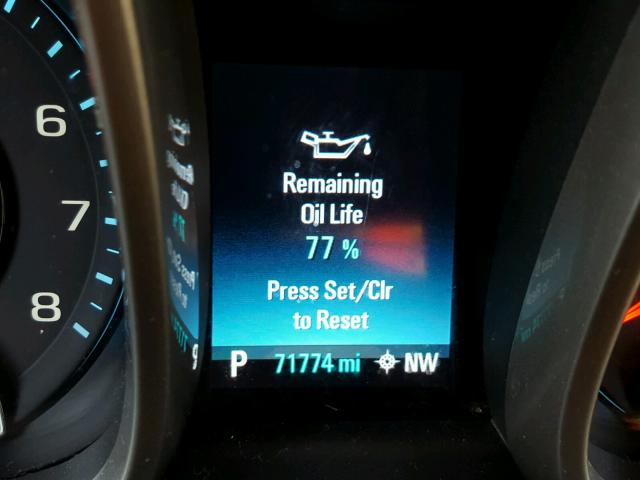 6
7
8
Remaining
Oil Life
77 %
Press Set/Clr
to Reset
P 71774 mi NW